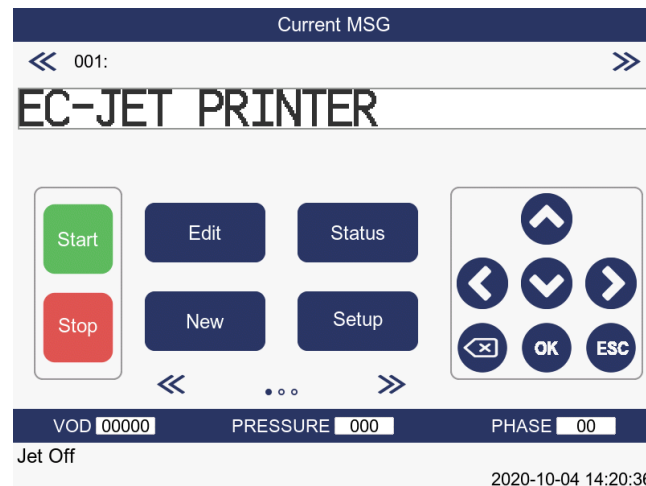 Current MSG
001:
EC-JET PRINTER
Start
Edit
Status
Stop
New
Setup
OK
ESC
VOD 00000 PRESSURE 000 PHASE 00
Jet Off
2020-10-04 14:20:36